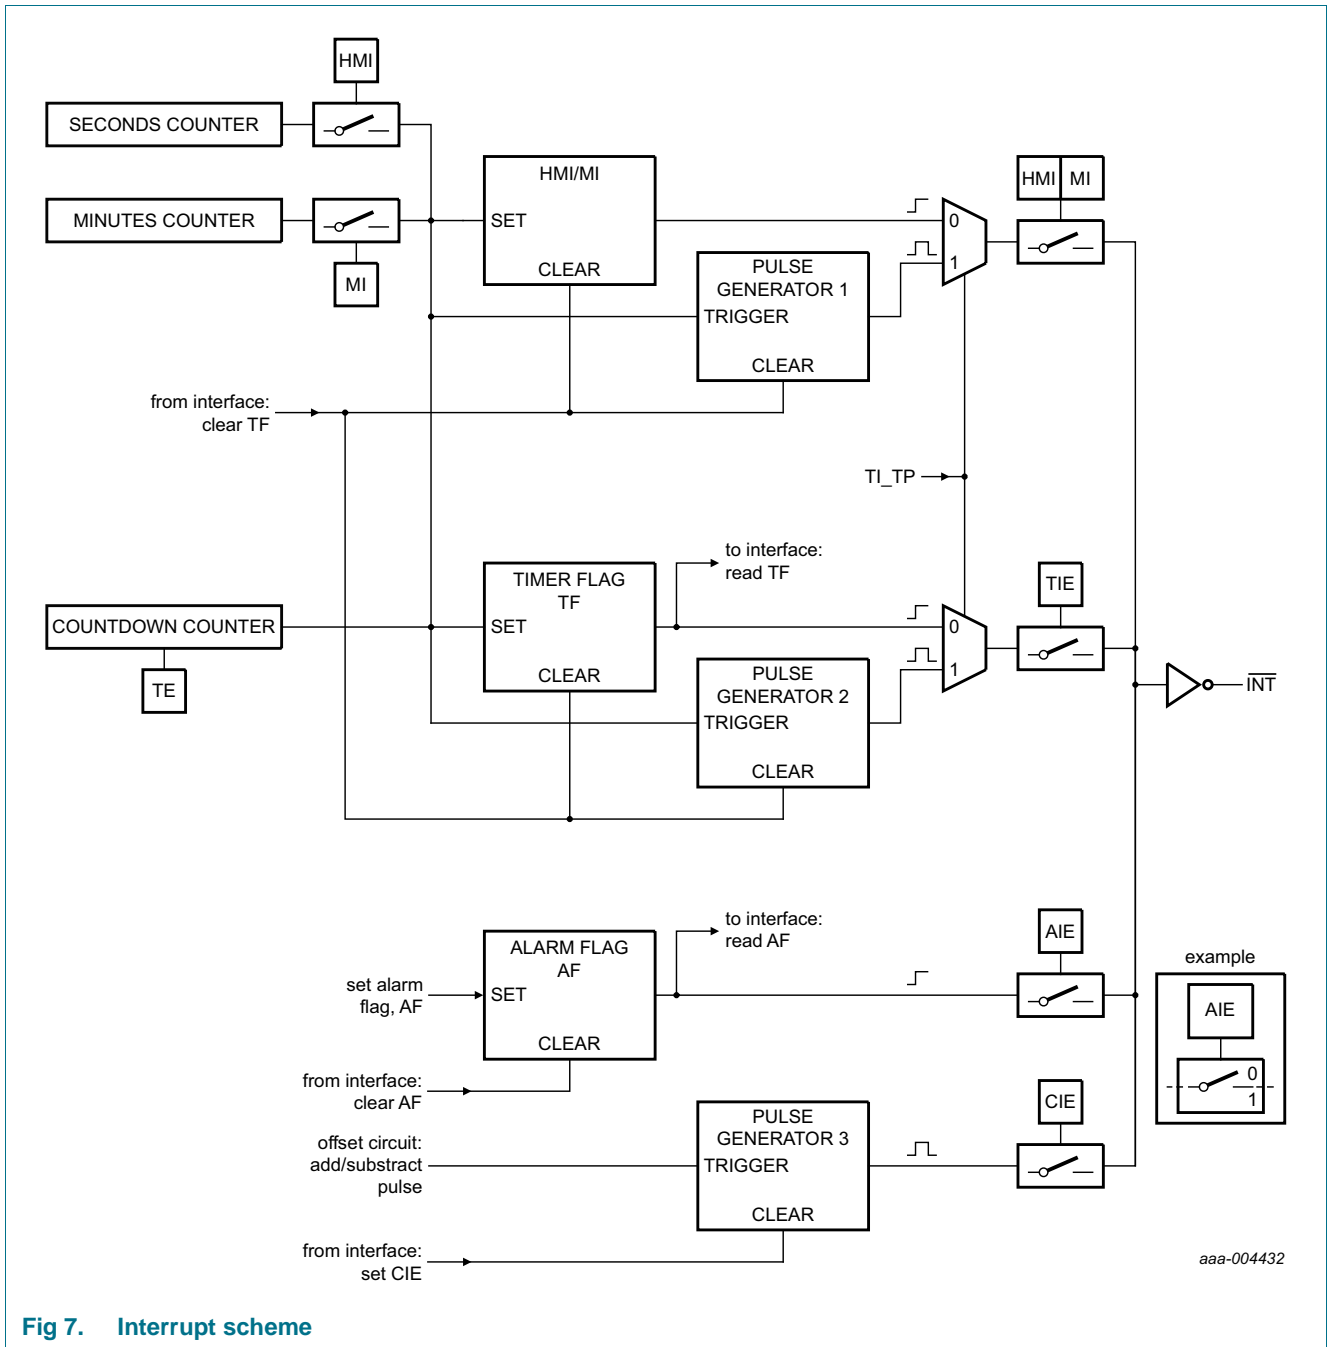 HMI
SECONDS COUNTER
MINUTES COUNTER
MI
HMI/MI
SET
CLEAR
PULSE
GENERATOR 1
TRIGGER
CLEAR
0
1
HMI MI
from interface:
clear TF
TI_TP
to interface:
read TF
TIMER FLAG
TF
SET
CLEAR
COUNTDOWN COUNTER
TE
PULSE
GENERATOR 2
TRIGGER
CLEAR
0
1
TIE
INT
to interface:
read AF
ALARM FLAG
AF
SET
CLEAR
set alarm
flag, AF
from interface:
clear AF
AIE
example
AIE
0
1
offset circuit:
add/substract
pulse
PULSE
GENERATOR 3
TRIGGER
CLEAR
CIE
from interface:
set CIE
aaa-004432
Fig 7. Interrupt scheme